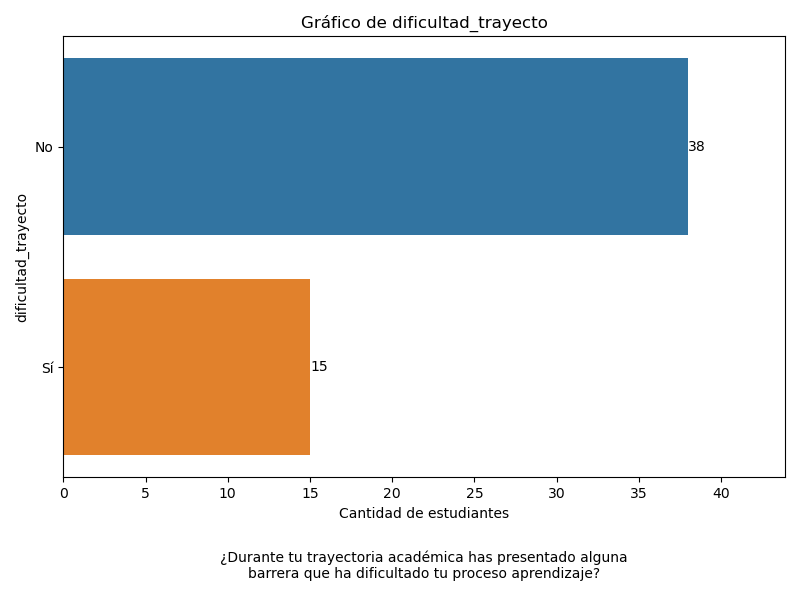 Gráfico de dificultad_trayecto
dificultad_trayecto
No
38
Sí
15
0 5 10 15 20 25 30 35 40
Cantidad de estudiantes
¿Durante tu trayectoria académica has presentado alguna
barrera que ha dificultado tu proceso aprendizaje?